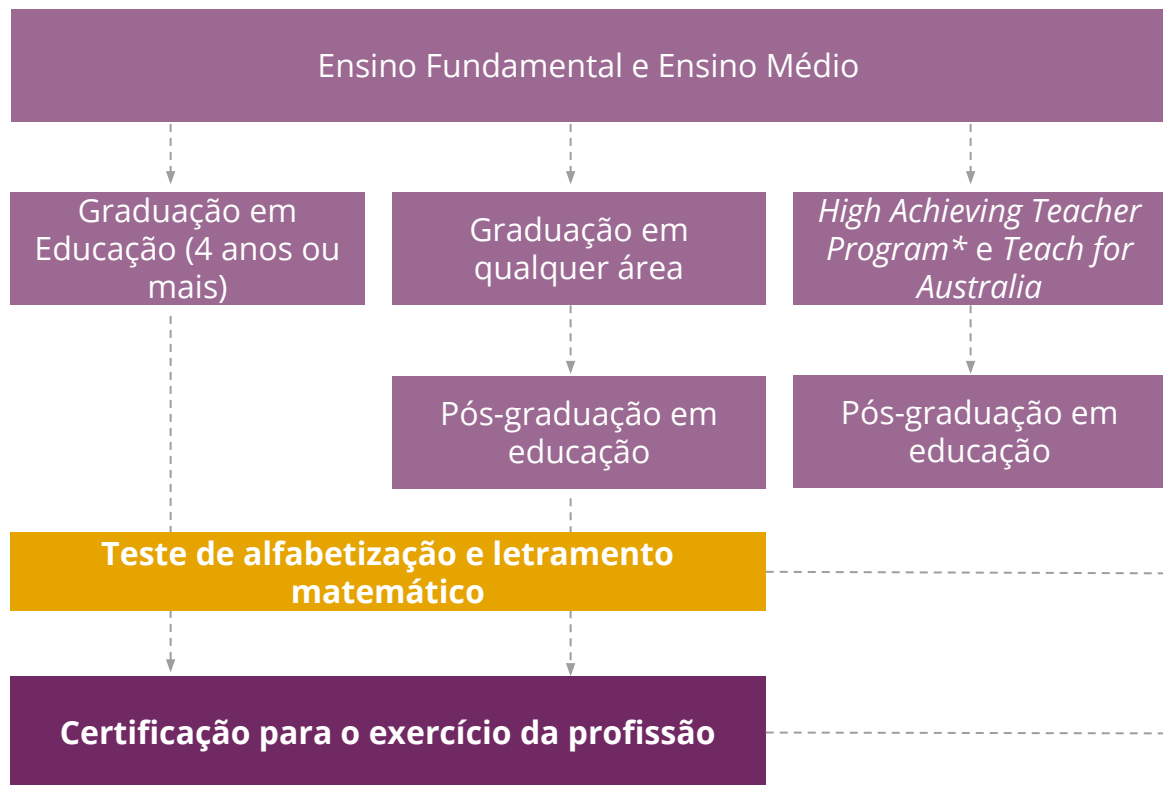 Ensino Fundamental e Ensino Médio
Graduação em
Educação (4 anos ou
mais)
Graduação em
qualquer área
High Achieving Teacher
Program* e Teach for
Australia
Pós-graduação em
educação
Pós-graduação em
educação
Teste de alfabetização e letramento
matemático
Certificação para o exercício da profissão